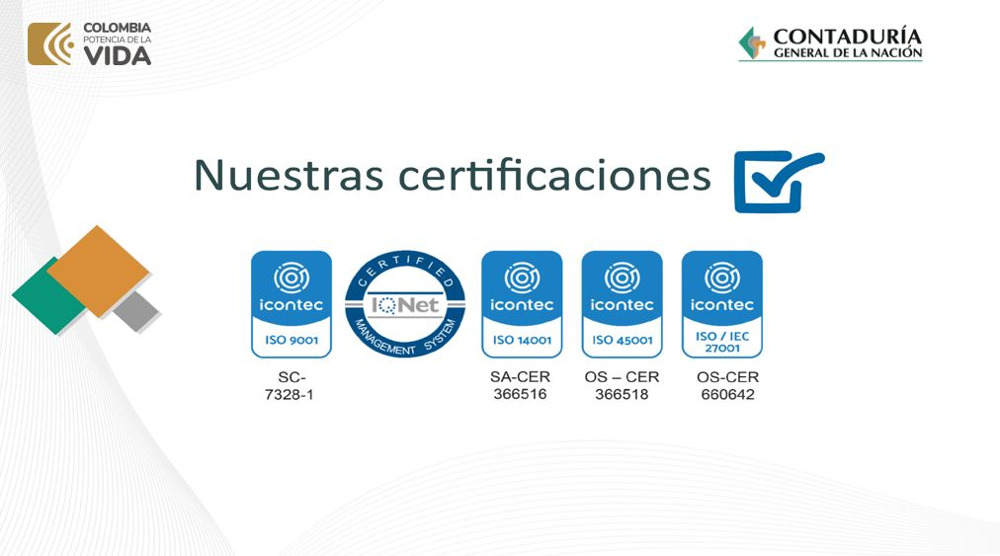 COLOMBIA
POTENCIA DE LA
VIDA
CONTADURÍA
GENERAL DE LA NACIÓN
Nuestras certificaciones
icontec
ISO 9001
SC-
7328-1
CERTIFIED
IQNet
MANAGEMENT SYSTEM
icontec
ISO 14001
SA-CER
366516
icontec
ISO 45001
OS – CER
366518
icontec
ISO / IEC
27001
OS-CER
660642